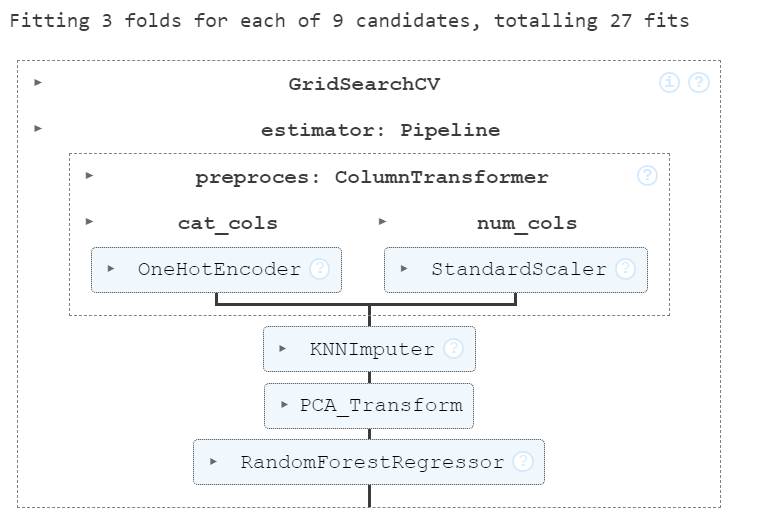 Fitting 3 folds for each of 9 candidates, totalling 27 fits
▸ GridSearchCV i ?
▸ estimator: Pipeline
▸ preproces: ColumnTransformer ?
▸ cat_cols ▸ num_cols
▸ OneHotEncoder ? ▸ StandardScaler ?
▸ KNNImputer ?
▸ PCA_Transform
▸ RandomForestRegressor ?